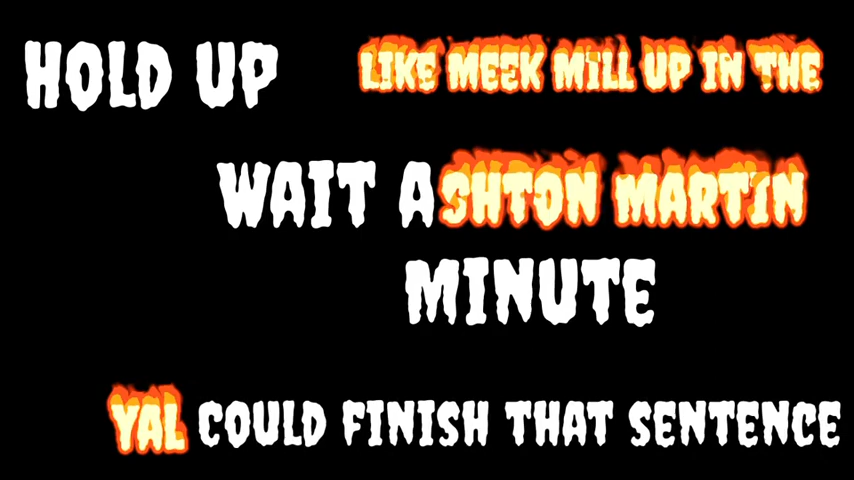 HOLD UP LIKE MEEK MILL UP IN THE
WAIT ASHTON MARTIN
MINUTE
YAL COULD FINISH THAT SENTENCE